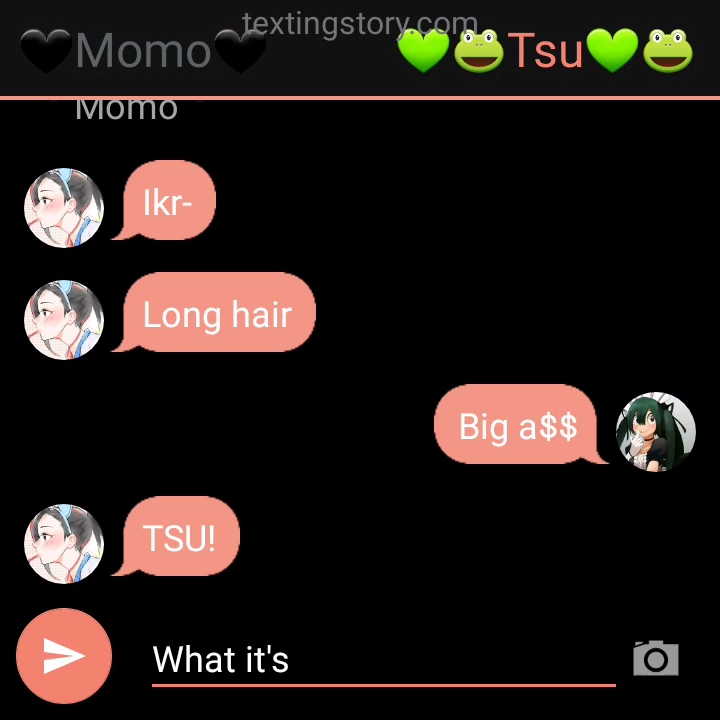 textingstory.com
🖤Momo🖤 💚🐸Tsu💚🐸
Momo
Ikr-
Long hair
Big a$$
TSU!
What it's